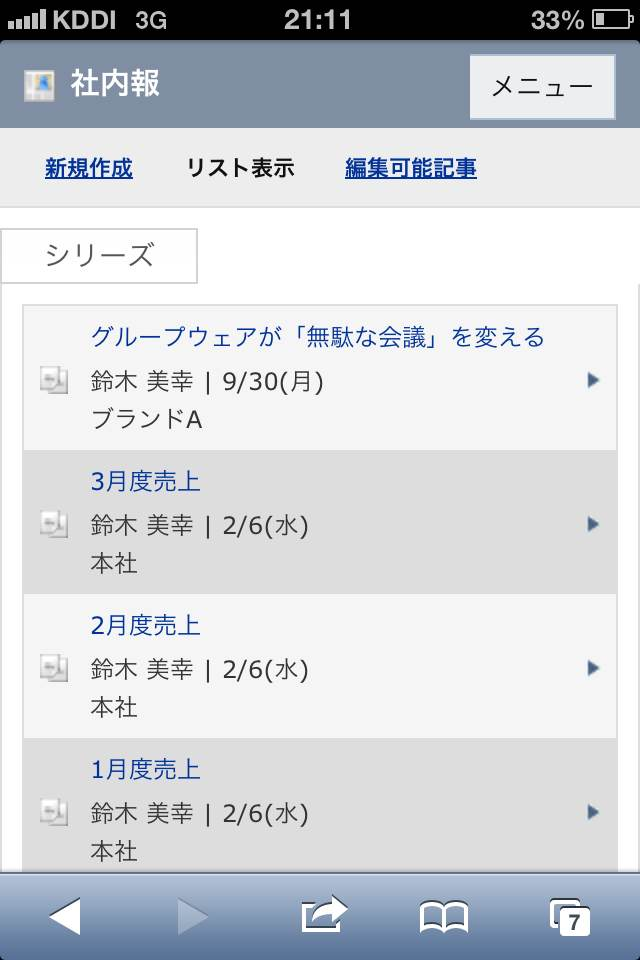 KDDI 3G 21:11 33%
社内報 メニュー
新規作成 リスト表示 編集可能記事
シリーズ
グループウェアが「無駄な会議」を変える
鈴木 美幸 | 9/30(月)
ブランドA
3月度売上
鈴木 美幸 | 2/6(水)
本社
2月度売上
鈴木 美幸 | 2/6(水)
本社
1月度売上
鈴木 美幸 | 2/6(水)
本社
7